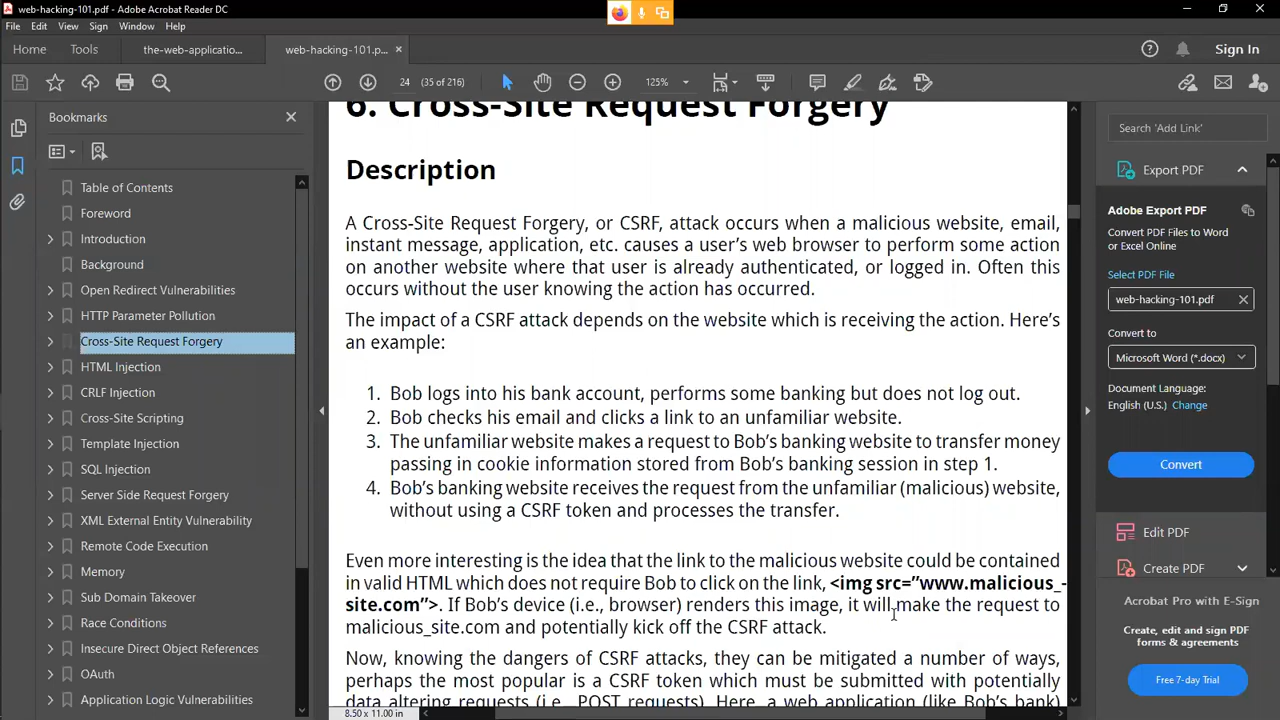 web-hacking-101.pdf - Adobe Acrobat Reader DC
File Edit View Sign Window Help
Home Tools the-web-applicatio... web-hacking-101.p... × Sign In
24 (35 of 216) 125%
Bookmarks
Table of Contents
Foreword
Introduction
Background
Open Redirect Vulnerabilities
HTTP Parameter Pollution
Cross-Site Request Forgery
HTML Injection
CRLF Injection
Cross-Site Scripting
Template Injection
SQL Injection
Server Side Request Forgery
XML External Entity Vulnerability
Remote Code Execution
Memory
Sub Domain Takeover
Race Conditions
Insecure Direct Object References
OAuth
Application Logic Vulnerabilities
6. Cross-Site Request Forgery
Description
A Cross-Site Request Forgery, or CSRF, attack occurs when a malicious website, email,
instant message, application, etc. causes a user’s web browser to perform some action
on another website where that user is already authenticated, or logged in. Often this
occurs without the user knowing the action has occurred.
The impact of a CSRF attack depends on the website which is receiving the action. Here’s
an example:
1. Bob logs into his bank account, performs some banking but does not log out.
2. Bob checks his email and clicks a link to an unfamiliar website.
3. The unfamiliar website makes a request to Bob’s banking website to transfer money
passing in cookie information stored from Bob’s banking session in step 1.
4. Bob’s banking website receives the request from the unfamiliar (malicious) website,
without using a CSRF token and processes the transfer.
Even more interesting is the idea that the link to the malicious website could be contained
in valid HTML which does not require Bob to click on the link, <img src=”www.malicious_-
site.com”>. If Bob’s device (i.e., browser) renders this image, it will make the request to
malicious_site.com and potentially kick off the CSRF attack.
Now, knowing the dangers of CSRF attacks, they can be mitigated a number of ways,
perhaps the most popular is a CSRF token which must be submitted with potentially
data altering requests (i.e. POST requests). Here, a web application (like Bob’s bank)
8.50 x 11.00 in
Search 'Add Link'
Export PDF
Adobe Export PDF
Convert PDF Files to Word
or Excel Online
Select PDF File
web-hacking-101.pdf
Convert to
Microsoft Word (*.docx)
Document Language:
English (U.S.) Change
Convert
Edit PDF
Create PDF
Acrobat Pro with E-Sign
Create, edit and sign PDF
forms & agreements
Free 7-day Trial